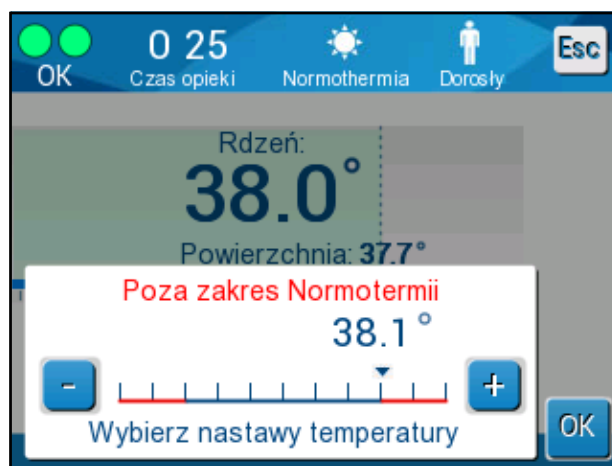 OK
0 25
Czas opieki
Normothermia
Dorosły
Esc
Rdzeń:
38.0°
Powierzchnia: 37.7°
Poza zakres Normotermii
38.1°
-
+
Wybierz nastawy temperatury
OK